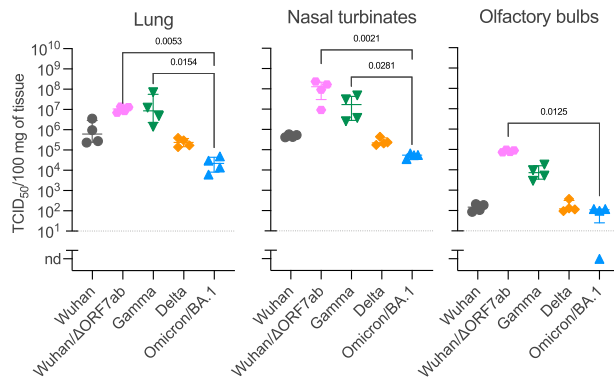 Lung
Nasal turbinates
Olfactory bulbs
TCID50/100 mg of tissue
10^10
10^9
10^8
10^7
10^6
10^5
10^4
10^3
10^2
10^1
nd
0.0053
0.0154
0.0021
0.0281
0.0125
Wuhan
Wuhan/ΔORF7ab
Gamma
Delta
Omicron/BA.1
Wuhan
Wuhan/ΔORF7ab
Gamma
Delta
Omicron/BA.1
Wuhan
Wuhan/ΔORF7ab
Gamma
Delta
Omicron/BA.1